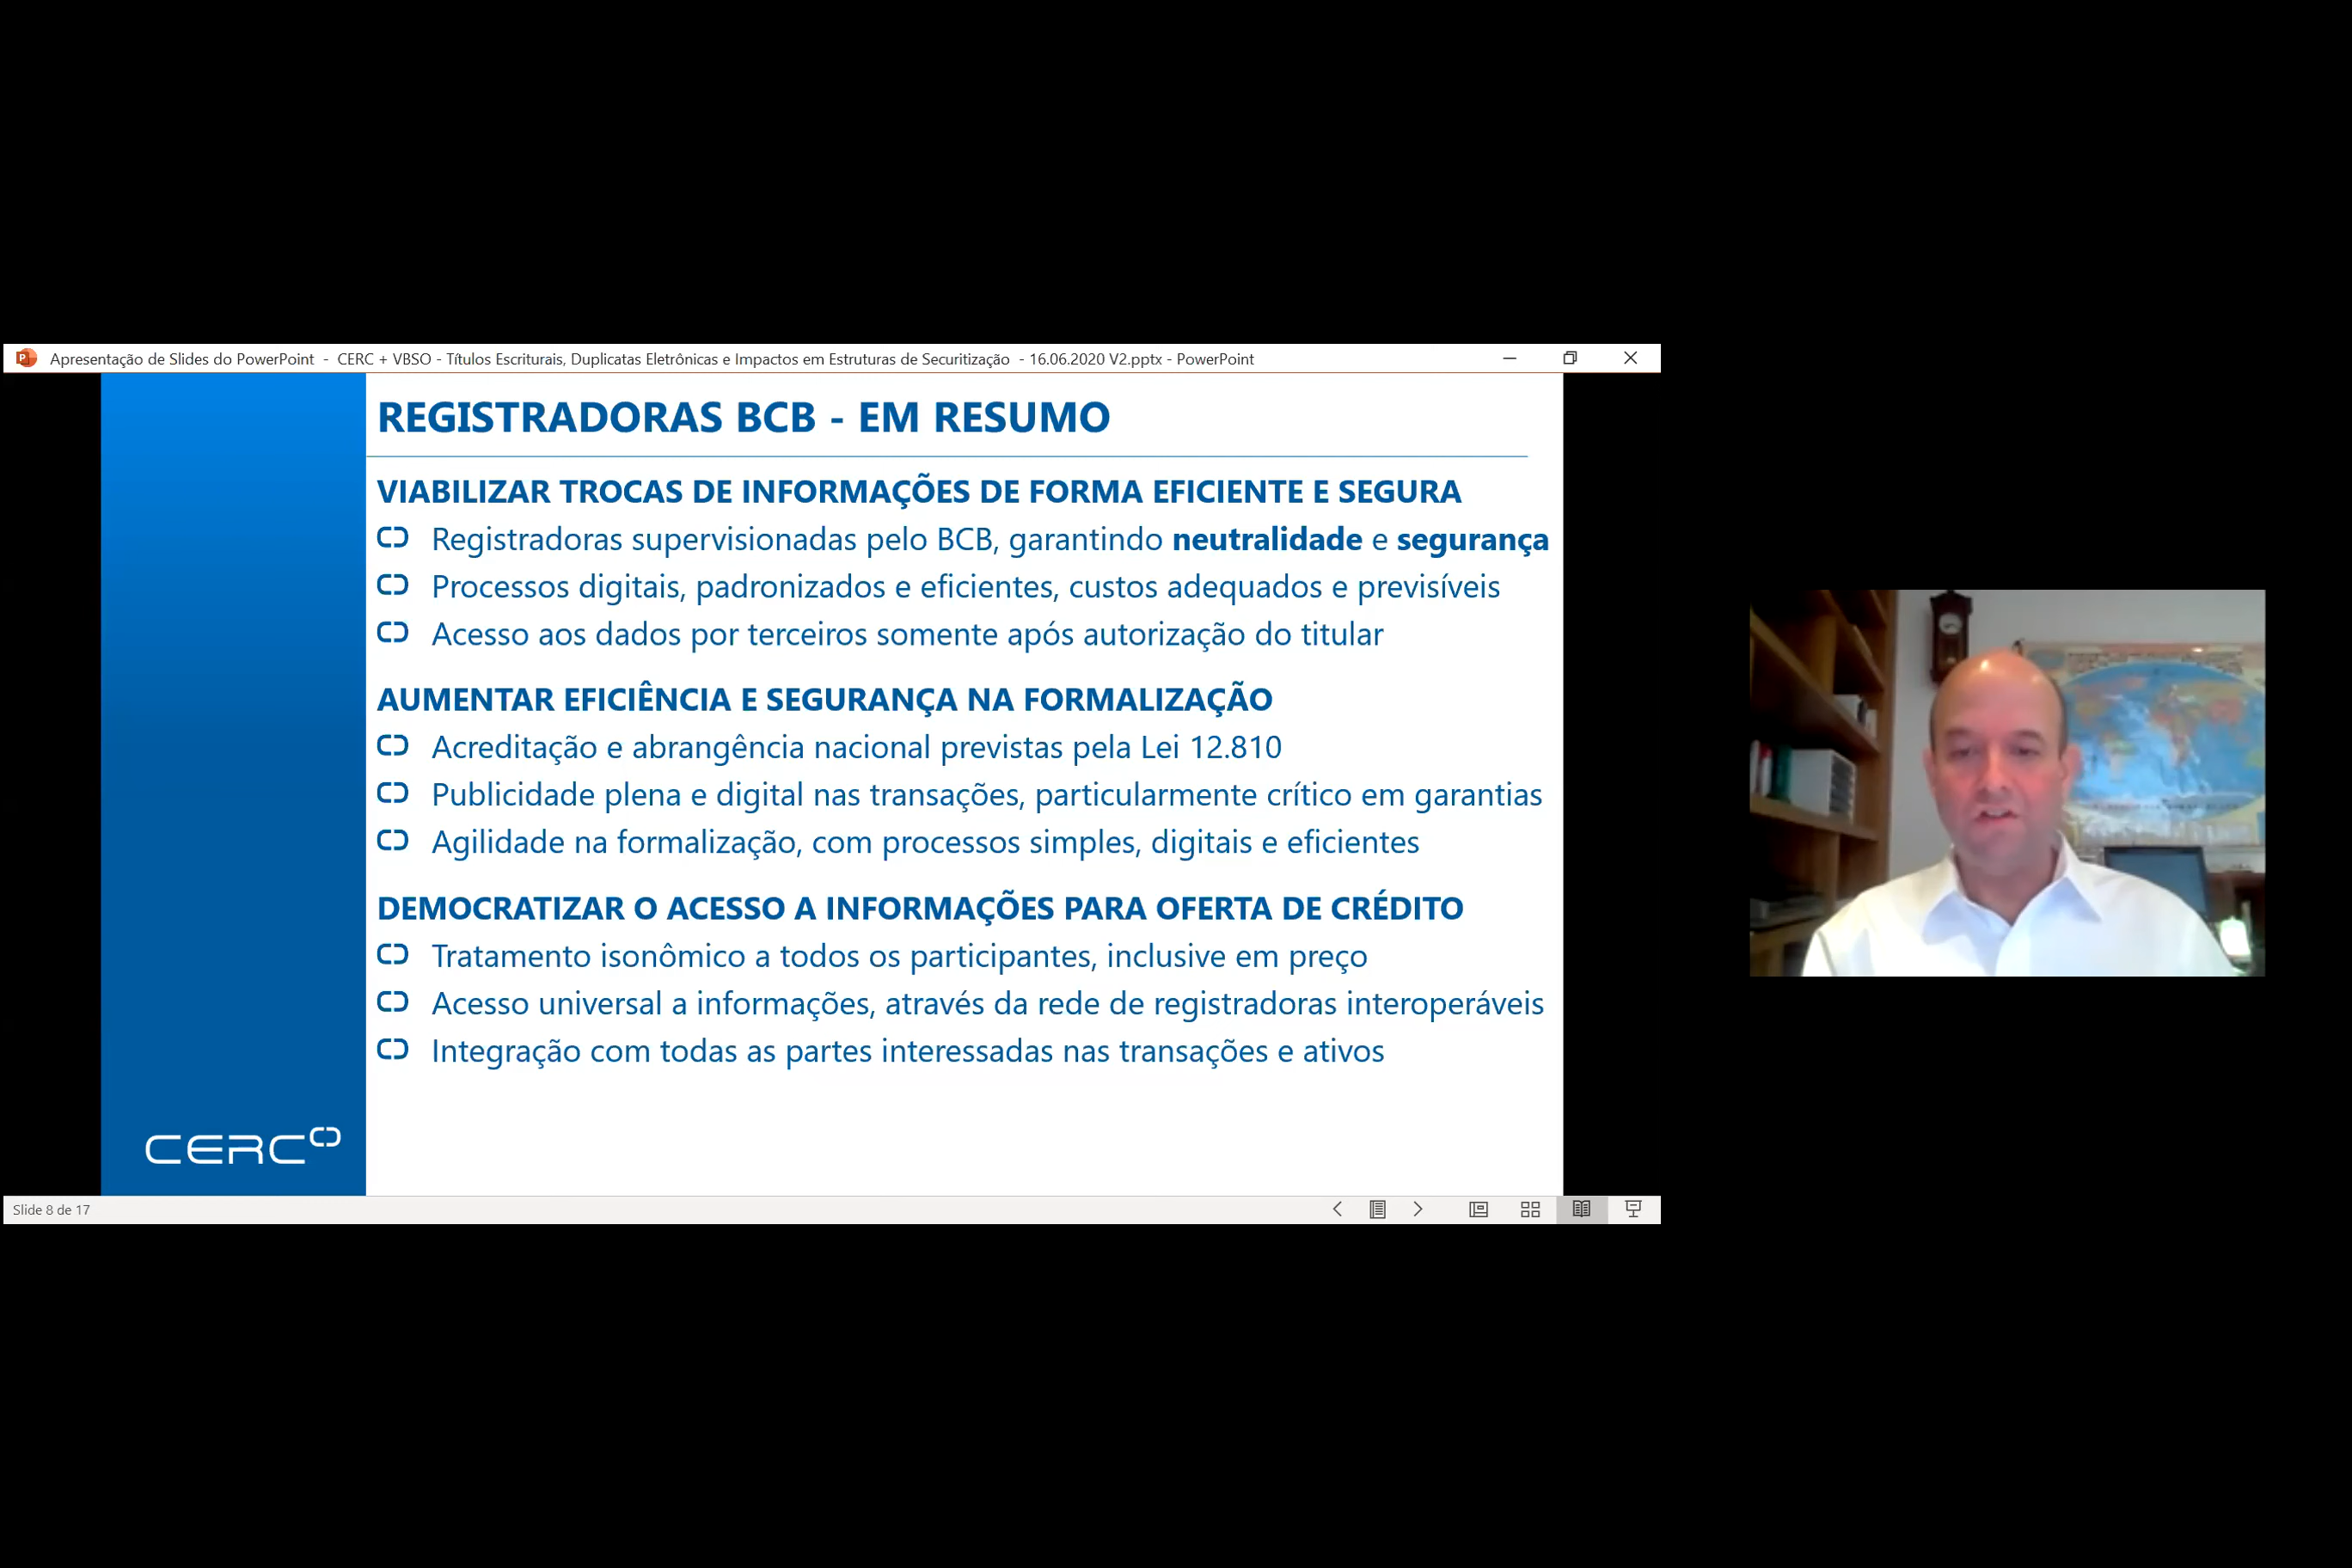 Apresentação de Slides do PowerPoint - CERC + VBSO - Títulos Escriturais, Duplicatas Eletrônicas e Impactos em Estruturas de Securitização - 16.06.2020 V2.pptx - PowerPoint
REGISTRADORAS BCB - EM RESUMO
VIABILIZAR TROCAS DE INFORMAÇÕES DE FORMA EFICIENTE E SEGURA
Registradoras supervisionadas pelo BCB, garantindo neutralidade e segurança
Processos digitais, padronizados e eficientes, custos adequados e previsíveis
Acesso aos dados por terceiros somente após autorização do titular
AUMENTAR EFICIÊNCIA E SEGURANÇA NA FORMALIZAÇÃO
Acreditação e abrangência nacional previstas pela Lei 12.810
Publicidade plena e digital nas transações, particularmente crítico em garantias
Agilidade na formalização, com processos simples, digitais e eficientes
DEMOCRATIZAR O ACESSO A INFORMAÇÕES PARA OFERTA DE CRÉDITO
Tratamento isonômico a todos os participantes, inclusive em preço
Acesso universal a informações, através da rede de registradoras interoperáveis
Integração com todas as partes interessadas nas transações e ativos
CERC
Slide 8 de 17